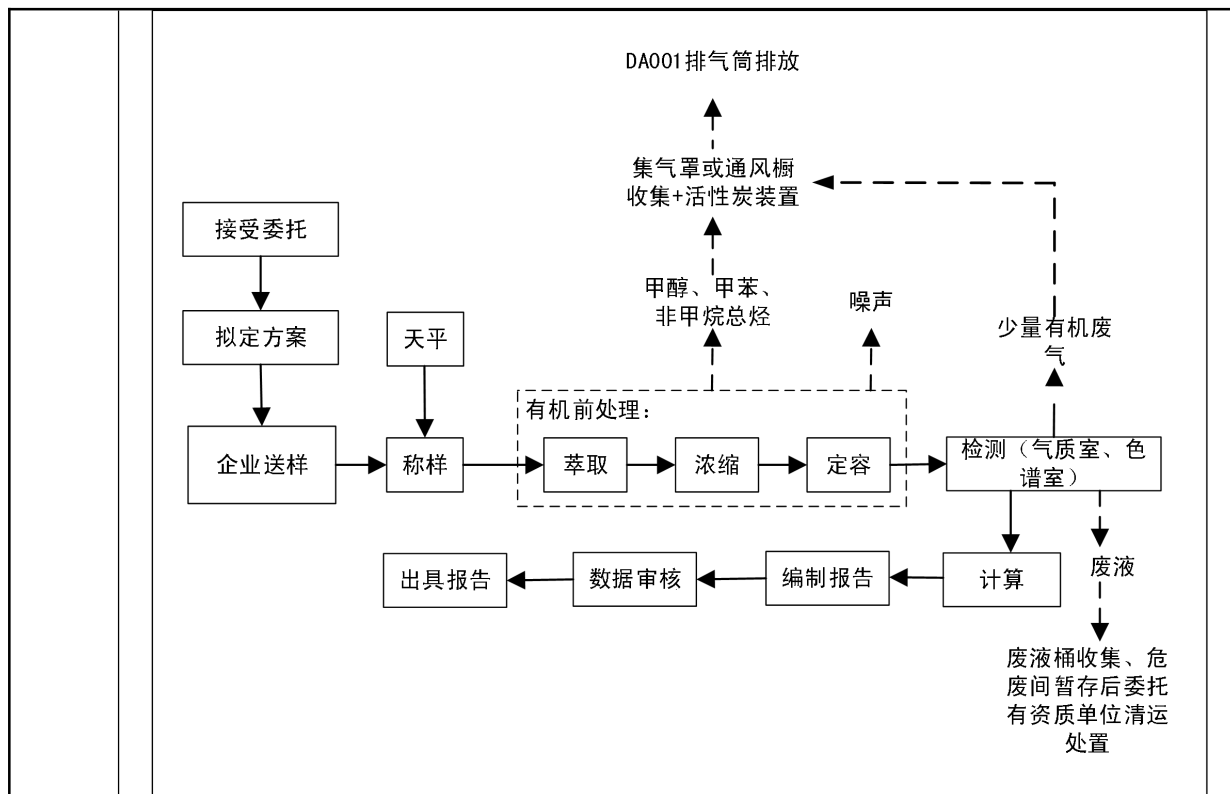 DA001排气筒排放
集气罩或通风橱
收集+活性炭装置
接受委托
甲醇、甲苯、
非甲烷总烃
噪声
拟定方案
天平
少量有机废
气
有机前处理：
企业送样
称样
萃取
浓缩
定容
检测（气质室、色
谱室）
出具报告
数据审核
编制报告
计算
废液
废液桶收集、危
废间暂存后委托
有资质单位清运
处置